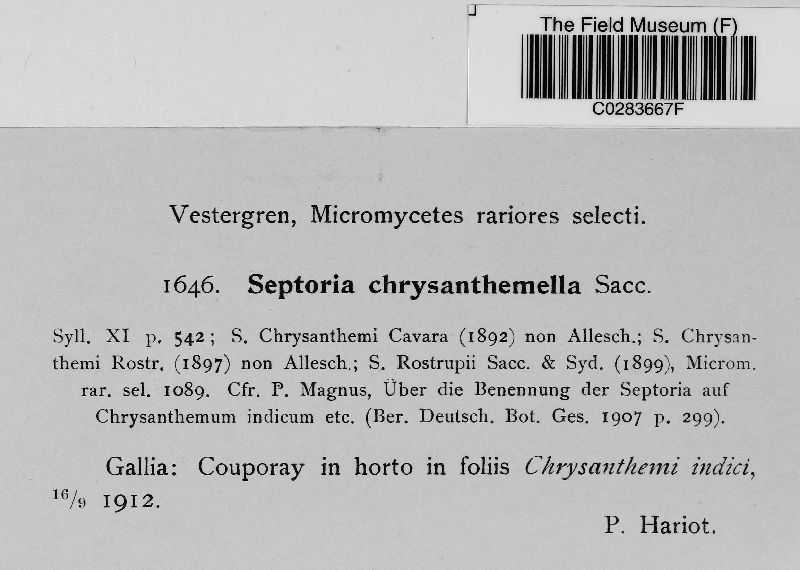 The Field Museum (F)
C0283667F
Vestergren, Micromycetes rariores selecti.
1646. Septoria chrysanthemella Sacc.
Syll. XI p. 542; S. Chrysanthemi Cavara (1892) non Allesch.; S. Chrysan-
themi Rostr. (1897) non Allesch.; S. Rostrupii Sacc. & Syd. (1899), Microm.
rar. sel. 1089. Cfr. P. Magnus, Über die Benennung der Septoria auf
Chrysanthemum indicum etc. (Ber. Deutsch. Bot. Ges. 1907 p. 299).
Gallia: Couporay in horto in foliis Chrysanthemi indici,
16/9 1912.
P. Hariot.